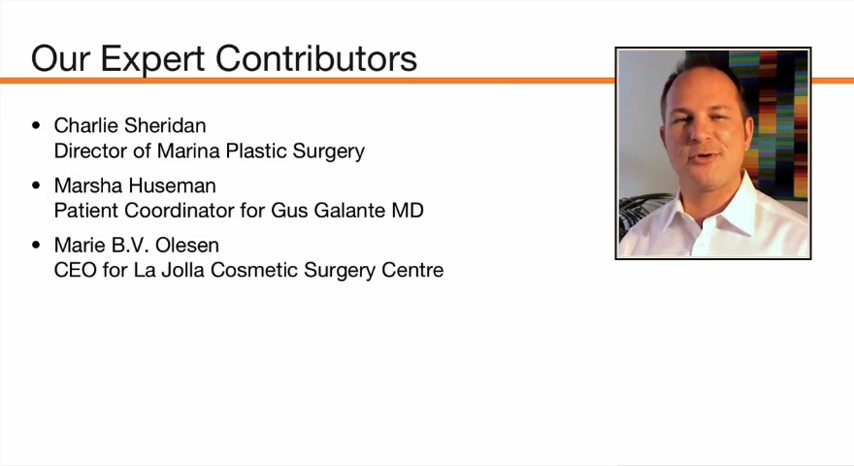 Our Expert Contributors
• Charlie Sheridan
Director of Marina Plastic Surgery
• Marsha Huseman
Patient Coordinator for Gus Galante MD
• Marie B.V. Olesen
CEO for La Jolla Cosmetic Surgery Centre